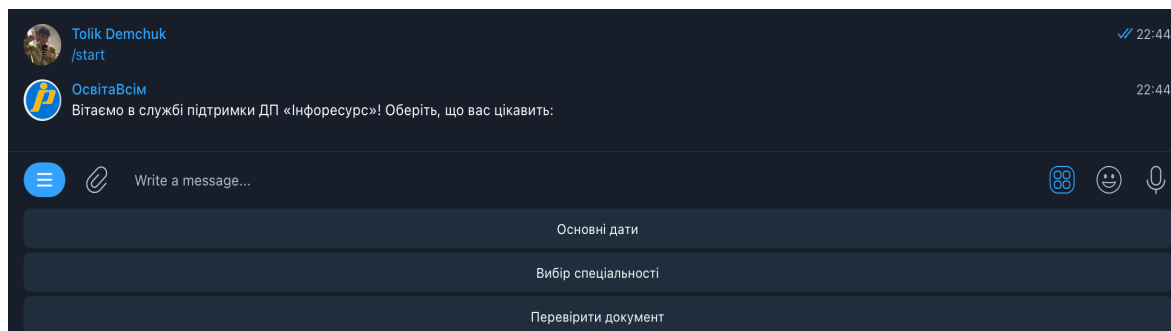 Tolik Demchuk
22:44
/start
ОсвітаВсім
22:44
Вітаємо в службі підтримки ДП «Інфоресурс»! Оберіть, що вас цікавить:
Write a message...
Основні дати
Вибір спеціальності
Перевірити документ